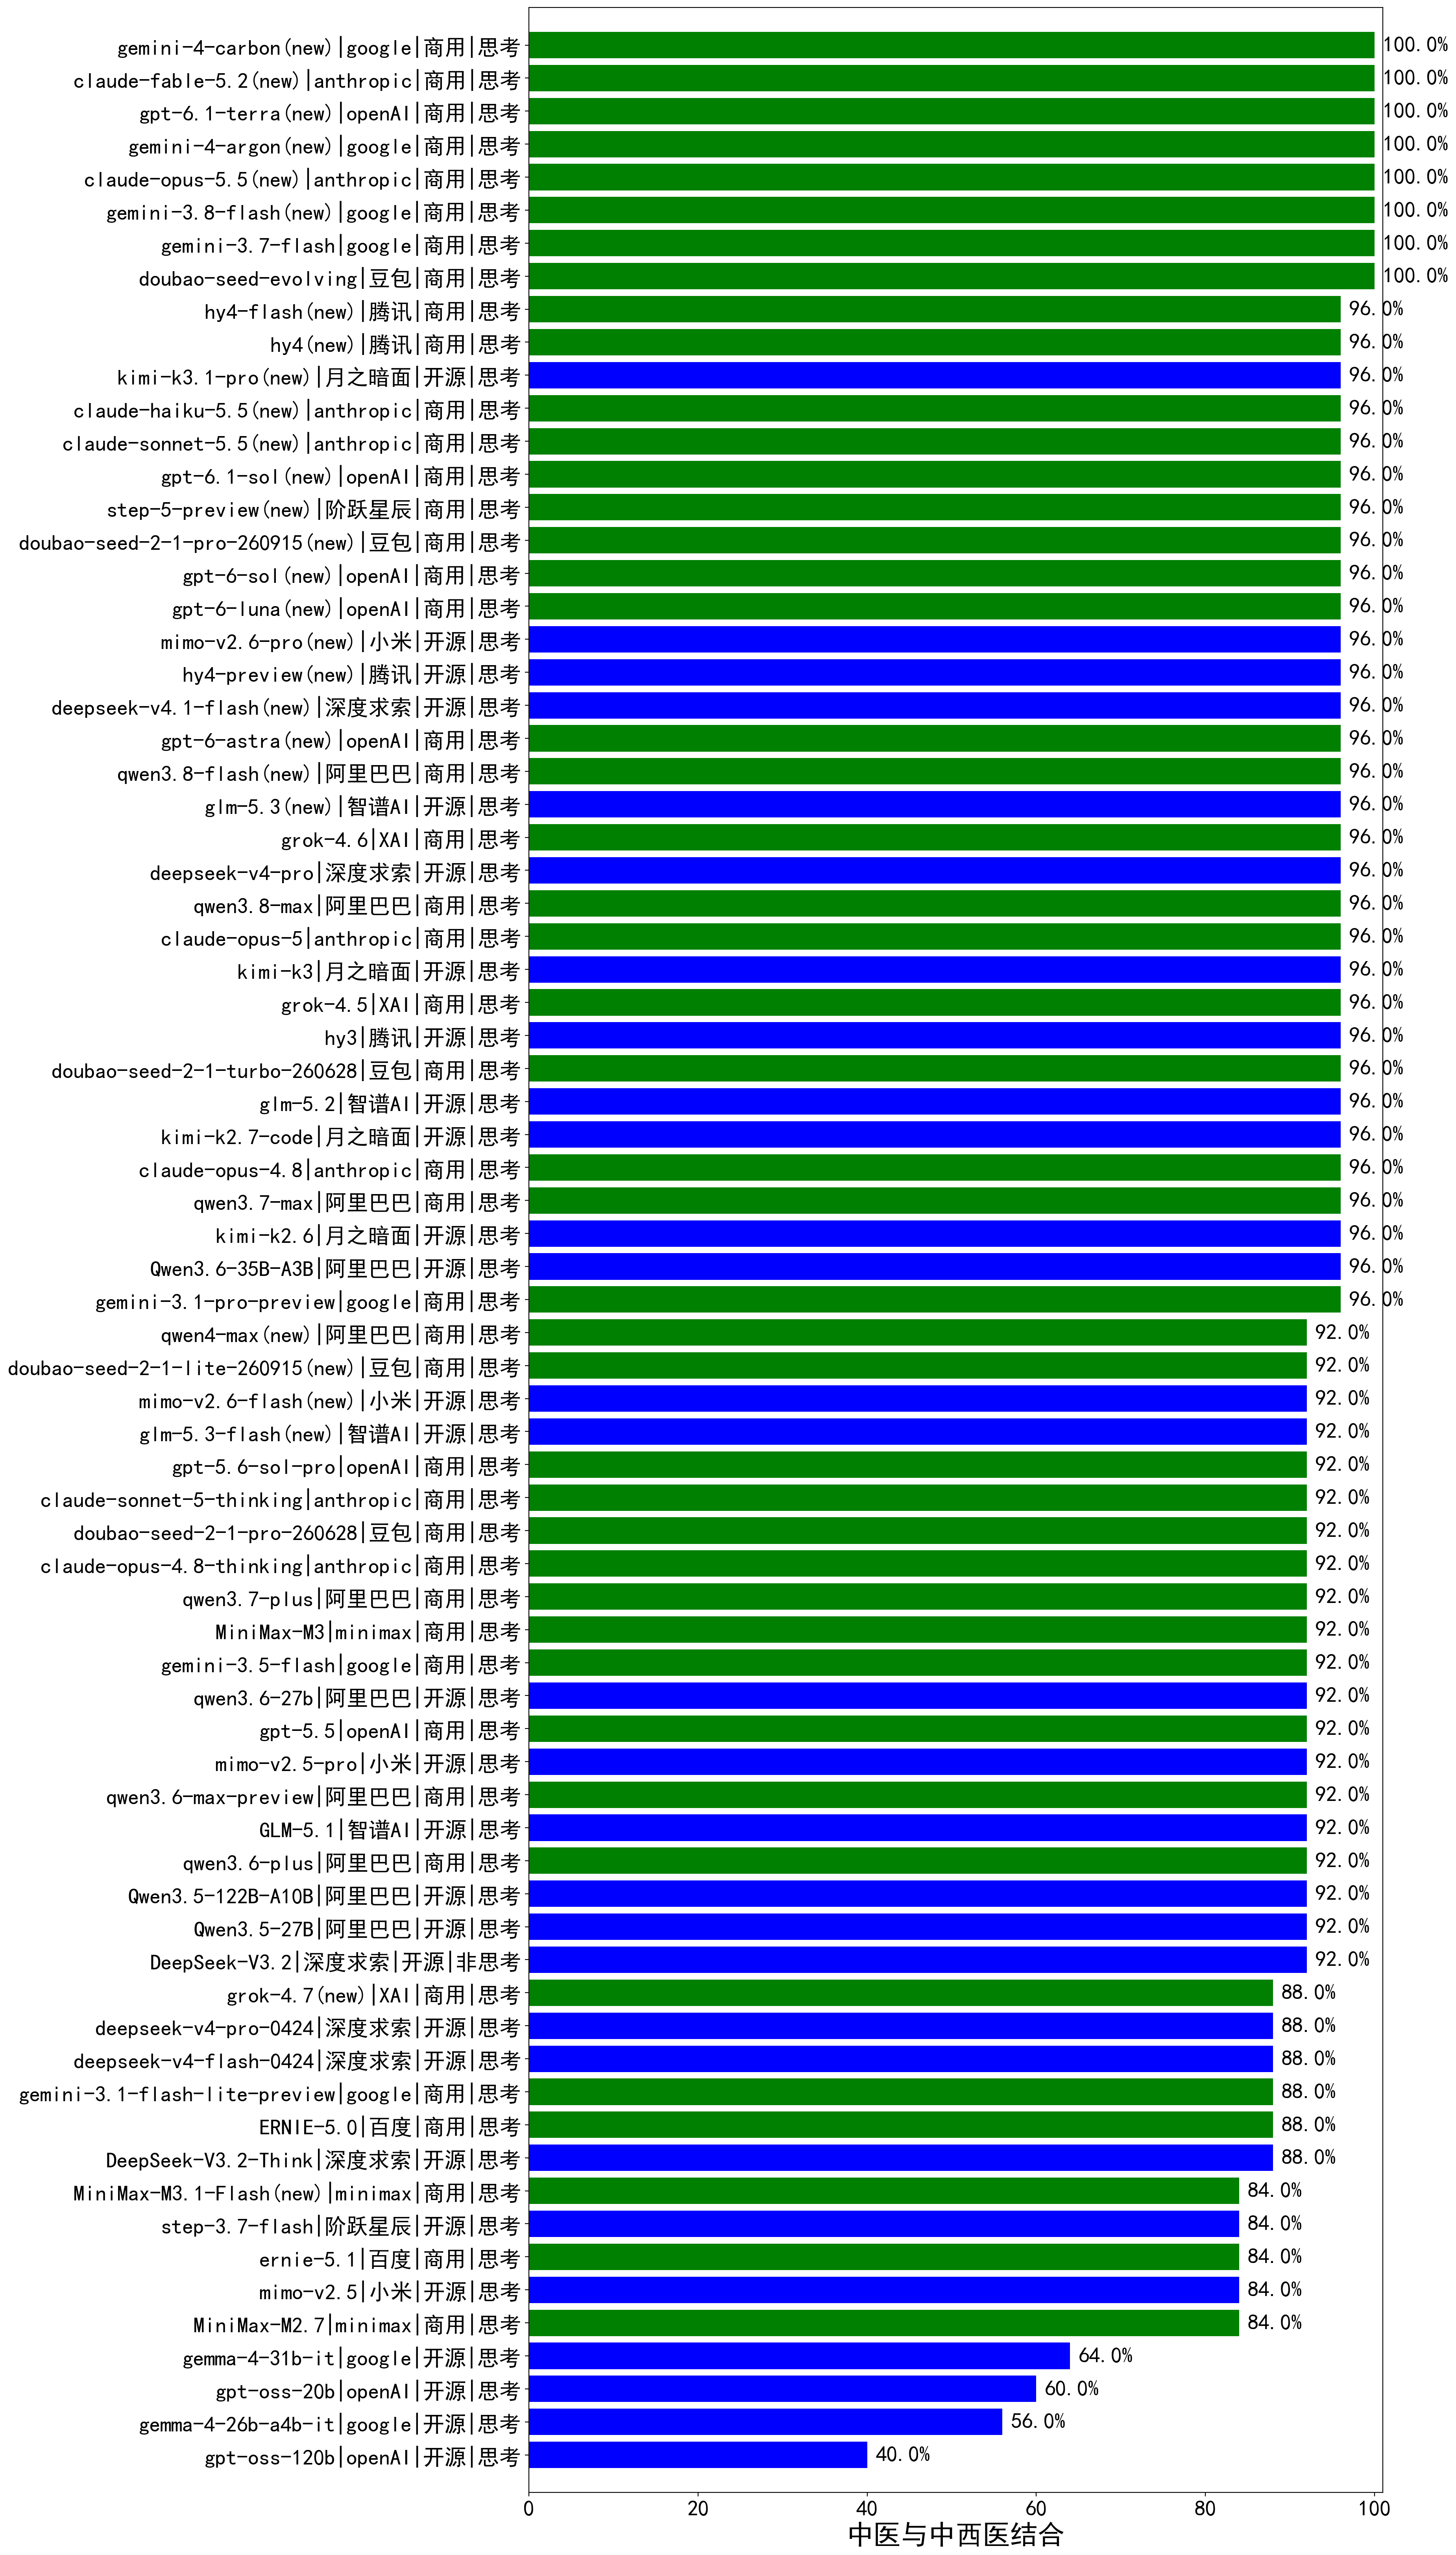 gemini-4-carbon(new)|google|商用|思考 100.0%
claude-fable-5.2(new)|anthropic|商用|思考 100.0%
gpt-6.1-terra(new)|openAI|商用|思考 100.0%
gemini-4-argon(new)|google|商用|思考 100.0%
claude-opus-5.5(new)|anthropic|商用|思考 100.0%
gemini-3.8-flash(new)|google|商用|思考 100.0%
gemini-3.7-flash|google|商用|思考 100.0%
doubao-seed-evolving|豆包|商用|思考 100.0%
hy4-flash(new)|腾讯|商用|思考 96.0%
hy4(new)|腾讯|商用|思考 96.0%
kimi-k3.1-pro(new)|月之暗面|开源|思考 96.0%
claude-haiku-5.5(new)|anthropic|商用|思考 96.0%
claude-sonnet-5.5(new)|anthropic|商用|思考 96.0%
gpt-6.1-sol(new)|openAI|商用|思考 96.0%
step-5-preview(new)|阶跃星辰|商用|思考 96.0%
doubao-seed-2-1-pro-260915(new)|豆包|商用|思考 96.0%
gpt-6-sol(new)|openAI|商用|思考 96.0%
gpt-6-luna(new)|openAI|商用|思考 96.0%
mimo-v2.6-pro(new)|小米|开源|思考 96.0%
hy4-preview(new)|腾讯|开源|思考 96.0%
deepseek-v4.1-flash(new)|深度求索|开源|思考 96.0%
gpt-6-astra(new)|openAI|商用|思考 96.0%
qwen3.8-flash(new)|阿里巴巴|商用|思考 96.0%
glm-5.3(new)|智谱AI|开源|思考 96.0%
grok-4.6|XAI|商用|思考 96.0%
deepseek-v4-pro|深度求索|开源|思考 96.0%
qwen3.8-max|阿里巴巴|商用|思考 96.0%
claude-opus-5|anthropic|商用|思考 96.0%
kimi-k3|月之暗面|开源|思考 96.0%
grok-4.5|XAI|商用|思考 96.0%
hy3|腾讯|开源|思考 96.0%
doubao-seed-2-1-turbo-260628|豆包|商用|思考 96.0%
glm-5.2|智谱AI|开源|思考 96.0%
kimi-k2.7-code|月之暗面|开源|思考 96.0%
claude-opus-4.8|anthropic|商用|思考 96.0%
qwen3.7-max|阿里巴巴|商用|思考 96.0%
kimi-k2.6|月之暗面|开源|思考 96.0%
Qwen3.6-35B-A3B|阿里巴巴|开源|思考 96.0%
gemini-3.1-pro-preview|google|商用|思考 96.0%
qwen4-max(new)|阿里巴巴|商用|思考 92.0%
doubao-seed-2-1-lite-260915(new)|豆包|商用|思考 92.0%
mimo-v2.6-flash(new)|小米|开源|思考 92.0%
glm-5.3-flash(new)|智谱AI|开源|思考 92.0%
gpt-5.6-sol-pro|openAI|商用|思考 92.0%
claude-sonnet-5-thinking|anthropic|商用|思考 92.0%
doubao-seed-2-1-pro-260628|豆包|商用|思考 92.0%
claude-opus-4.8-thinking|anthropic|商用|思考 92.0%
qwen3.7-plus|阿里巴巴|商用|思考 92.0%
MiniMax-M3|minimax|商用|思考 92.0%
gemini-3.5-flash|google|商用|思考 92.0%
qwen3.6-27b|阿里巴巴|开源|思考 92.0%
gpt-5.5|openAI|商用|思考 92.0%
mimo-v2.5-pro|小米|开源|思考 92.0%
qwen3.6-max-preview|阿里巴巴|商用|思考 92.0%
GLM-5.1|智谱AI|开源|思考 92.0%
qwen3.6-plus|阿里巴巴|商用|思考 92.0%
Qwen3.5-122B-A10B|阿里巴巴|开源|思考 92.0%
Qwen3.5-27B|阿里巴巴|开源|思考 92.0%
DeepSeek-V3.2|深度求索|开源|非思考 92.0%
grok-4.7(new)|XAI|商用|思考 88.0%
deepseek-v4-pro-0424|深度求索|开源|思考 88.0%
deepseek-v4-flash-0424|深度求索|开源|思考 88.0%
gemini-3.1-flash-lite-preview|google|商用|思考 88.0%
ERNIE-5.0|百度|商用|思考 88.0%
DeepSeek-V3.2-Think|深度求索|开源|思考 88.0%
MiniMax-M3.1-Flash(new)|minimax|商用|思考 84.0%
step-3.7-flash|阶跃星辰|开源|思考 84.0%
ernie-5.1|百度|商用|思考 84.0%
mimo-v2.5|小米|开源|思考 84.0%
MiniMax-M2.7|minimax|商用|思考 84.0%
gemma-4-31b-it|google|开源|思考 64.0%
gpt-oss-20b|openAI|开源|思考 60.0%
gemma-4-26b-a4b-it|google|开源|思考 56.0%
gpt-oss-120b|openAI|开源|思考 40.0%
0 20 40 60 80 100
中医与中西医结合